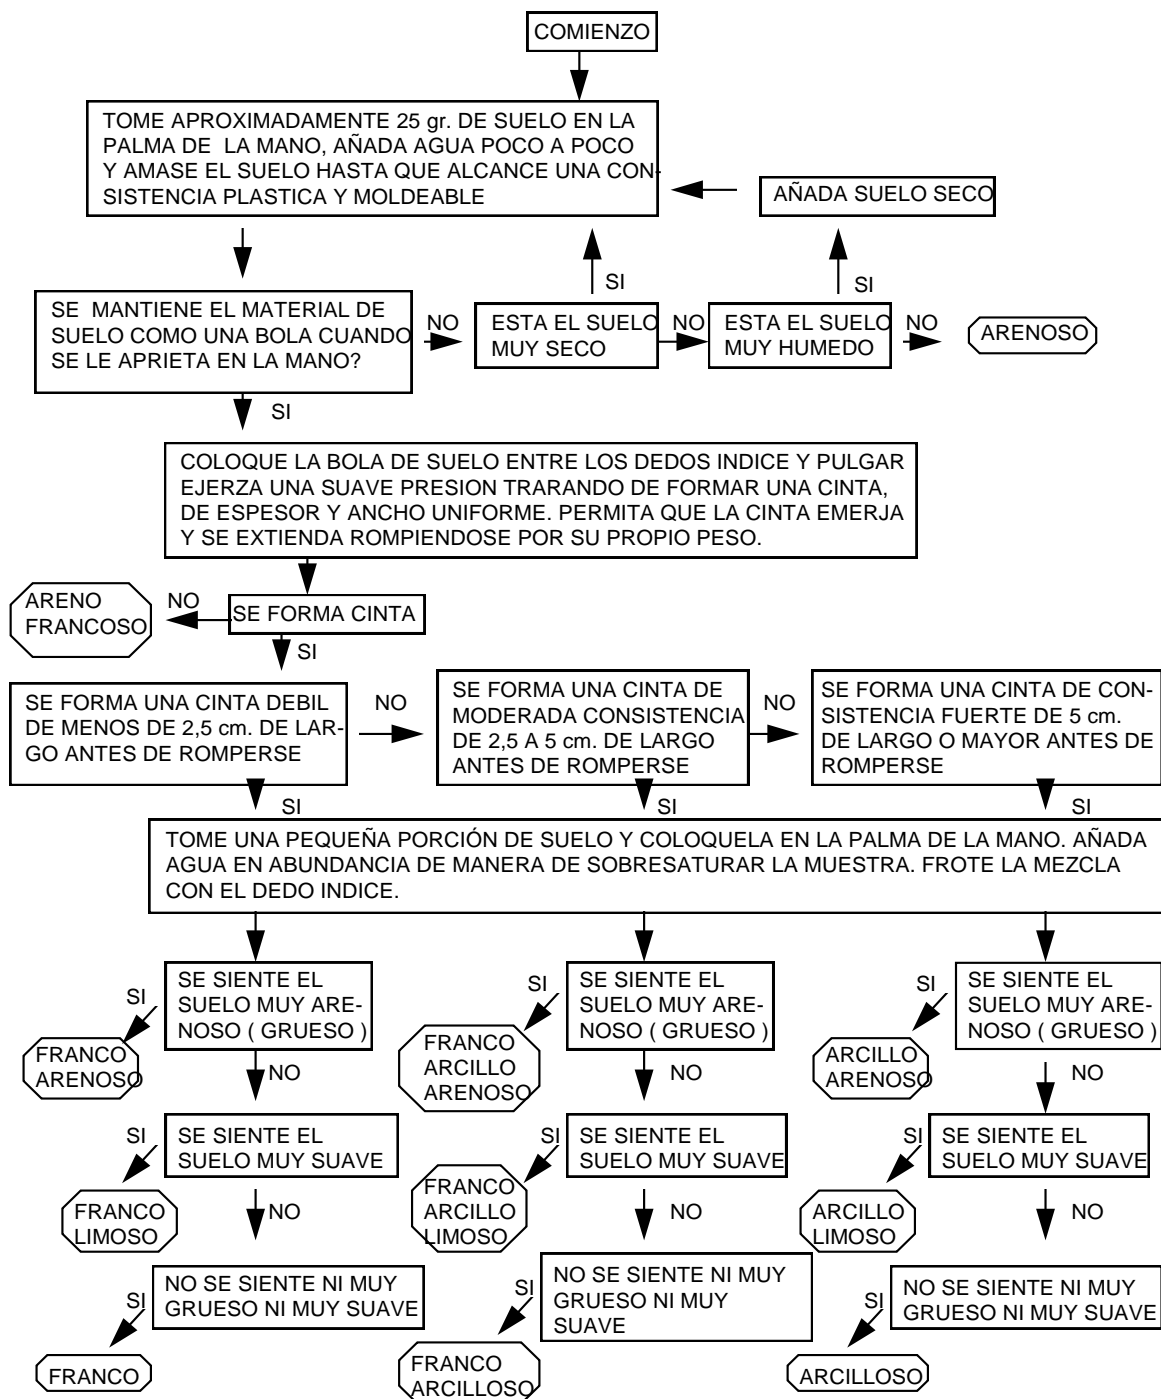 COMIENZO
TOME APROXIMADAMENTE 25 gr. DE SUELO EN LA
PALMA DE LA MANO, AÑADA AGUA POCO A POCO
Y AMASE EL SUELO HASTA QUE ALCANCE UNA CON-
SISTENCIA PLASTICA Y MOLDEABLE
AÑADA SUELO SECO
SI
SI
SE MANTIENE EL MATERIAL DE
SUELO COMO UNA BOLA CUANDO
SE LE APRIETA EN LA MANO?
NO
ESTA EL SUELO
MUY SECO
NO
ESTA EL SUELO
MUY HUMEDO
NO
ARENOSO
SI
COLOQUE LA BOLA DE SUELO ENTRE LOS DEDOS INDICE Y PULGAR
EJERZA UNA SUAVE PRESION TRARANDO DE FORMAR UNA CINTA,
DE ESPESOR Y ANCHO UNIFORME. PERMITA QUE LA CINTA EMERJA
Y SE EXTIENDA ROMPIENDOSE POR SU PROPIO PESO.
ARENO
FRANCOSO
NO
SE FORMA CINTA
SI
SE FORMA UNA CINTA DEBIL
DE MENOS DE 2,5 cm. DE LAR-
GO ANTES DE ROMPERSE
NO
SE FORMA UNA CINTA DE
MODERADA CONSISTENCIA
DE 2,5 A 5 cm. DE LARGO
ANTES DE ROMPERSE
NO
SE FORMA UNA CINTA DE CON-
SISTENCIA FUERTE DE 5 cm.
DE LARGO O MAYOR ANTES DE
ROMPERSE
SI
SI
SI
TOME UNA PEQUEÑA PORCIÓN DE SUELO Y COLOQUELA EN LA PALMA DE LA MANO. AÑADA
AGUA EN ABUNDANCIA DE MANERA DE SOBRESATURAR LA MUESTRA. FROTE LA MEZCLA
CON EL DEDO INDICE.
SI
SE SIENTE EL
SUELO MUY ARE-
NOSO ( GRUESO )
FRANCO
ARENOSO
NO
SI
SE SIENTE EL
SUELO MUY ARE-
NOSO ( GRUESO )
FRANCO
ARCILLO
ARENOSO
NO
SI
SE SIENTE EL
SUELO MUY ARE-
NOSO ( GRUESO )
ARCILLO
ARENOSO
NO
SI
SE SIENTE EL
SUELO MUY SUAVE
FRANCO
LIMOSO
NO
SI
SE SIENTE EL
SUELO MUY SUAVE
FRANCO
ARCILLO
LIMOSO
NO
SI
SE SIENTE EL
SUELO MUY SUAVE
ARCILLO
LIMOSO
NO
SI
NO SE SIENTE NI MUY
GRUESO NI MUY SUAVE
FRANCO
SI
NO SE SIENTE NI MUY
GRUESO NI MUY
SUAVE
FRANCO
ARCILLOSO
SI
NO SE SIENTE NI MUY
GRUESO NI MUY SUAVE
ARCILLOSO